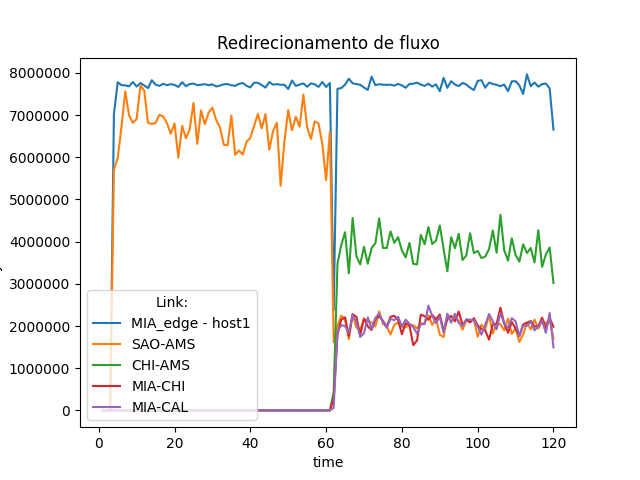 Redirecionamento de fluxo
8000000
7000000
6000000
5000000
4000000
3000000
2000000
1000000
0
Link:
MIA_edge - host1
SAO-AMS
CHI-AMS
MIA-CHI
MIA-CAL
0 20 40 60 80 100 120
time